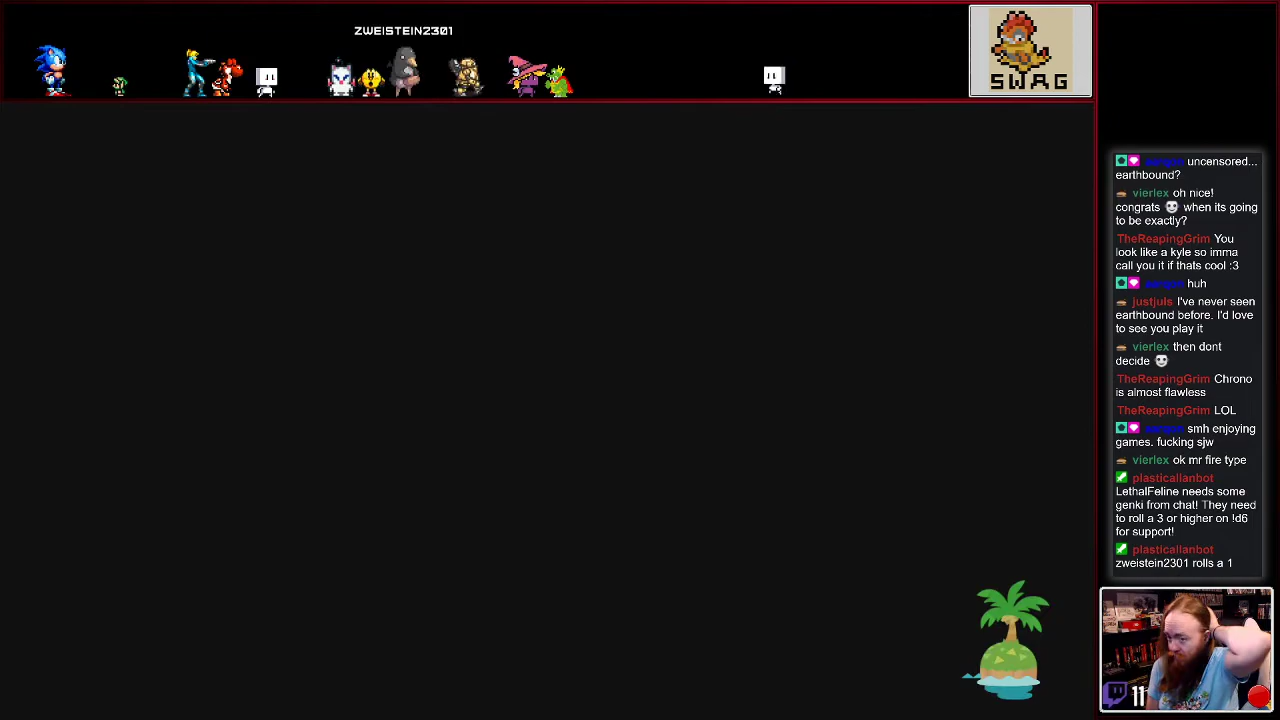 ZWEISTEIN2301
SWAG
uncensored...
earthbound?
vierlex oh nice!
congrats when its going
to be exactly?
TheReapingGrim You
look like a kyle so imma
call you it if thats cool :3
huh
justjuls I've never seen
earthbound before. I'd love
to see you play it
vierlex then dont
decide
TheReapingGrim Chrono
is almost flawless
TheReapingGrim LOL
smh enjoying
games. fucking sjw
vierlex ok mr fire type
plasticallanbot
LethalFeline needs some
genki from chat! They need
to roll a 3 or higher on !d6
for support!
plasticallanbot
zweistein2301 rolls a 1
11